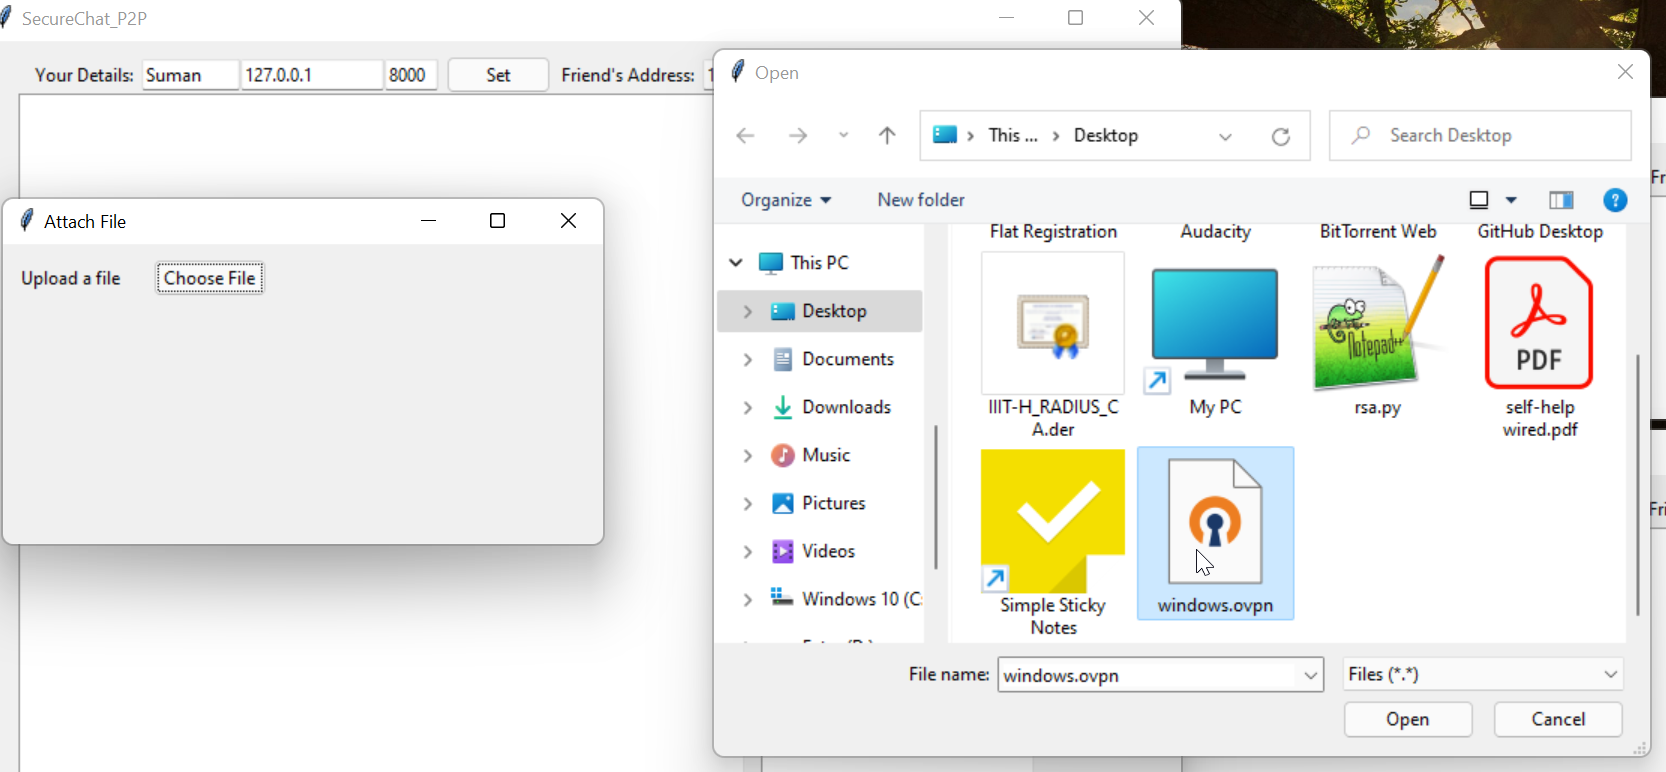 SecureChat_P2P
Your Details: Suman 127.0.0.1 8000 Set Friend's Address: 1
Open
This ... Desktop
Search Desktop
Organize New folder
Attach File
Upload a file Choose File
This PC
Desktop
Documents
Downloads
Music
Pictures
Videos
Windows 10 (C:
Flat Registration
Audacity
BitTorrent Web
GitHub Desktop
Notepad++
PDF
IIIT-H_RADIUS_C
A.der
My PC
rsa.py
self-help
wired.pdf
Simple Sticky
Notes
windows.ovpn
File name: windows.ovpn Files (*.*)
Open Cancel
Fr
Fri